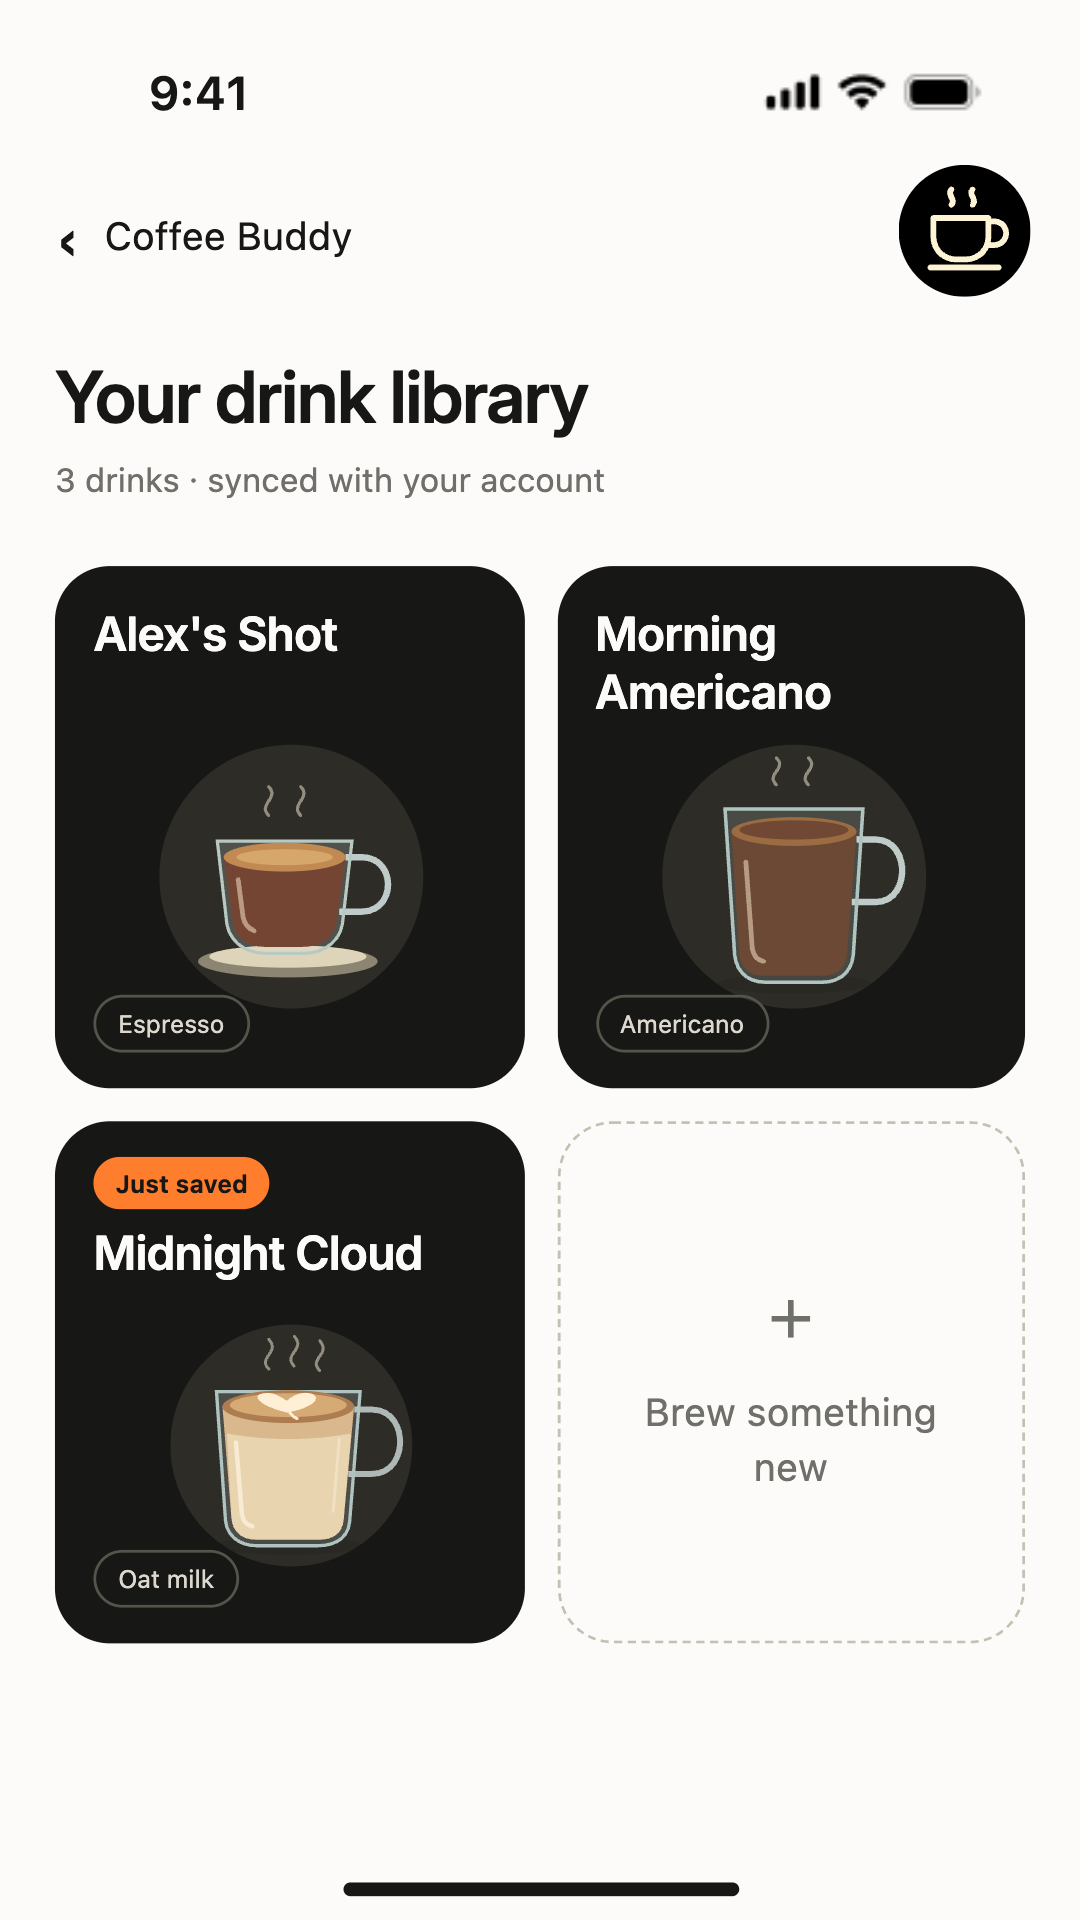 9:41
‹ Coffee Buddy
Your drink library
3 drinks · synced with your account
Alex's Shot
Espresso
Morning
Americano
Americano
Just saved
Midnight Cloud
Oat milk
+
Brew something
new